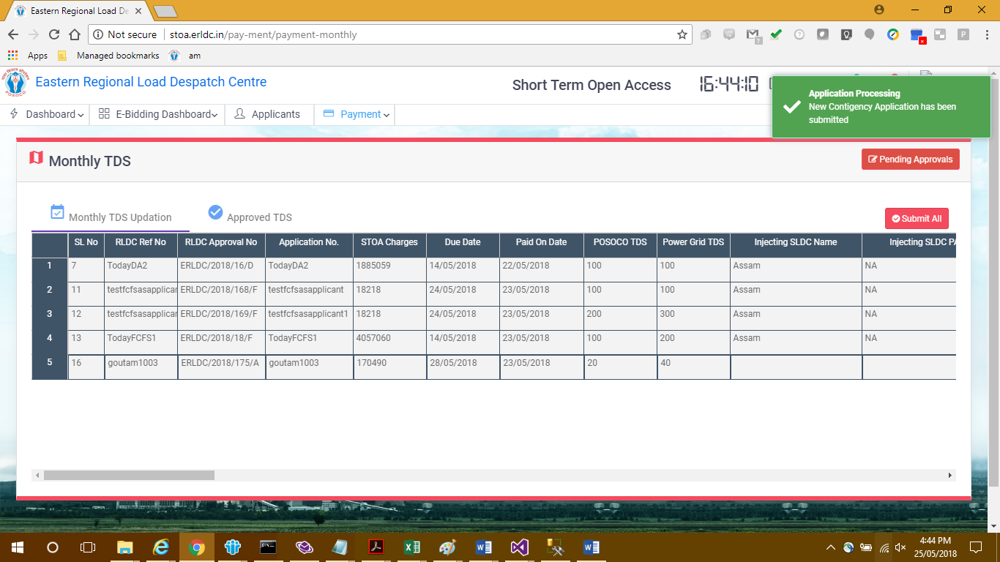 Eastern Regional Load De
Not secure | stoa.erldc.in/pay-ment/payment-monthly
Apps Managed bookmarks am
POSOCO
Eastern Regional Load Despatch Centre
Short Term Open Access
16:44:10
Application Processing
New Contigency Application has been
submitted
Dashboard E-Bidding Dashboard Applicants Payment
Monthly TDS
Pending Approvals
Monthly TDS Updation Approved TDS
Submit All
SL No RLDC Ref No RLDC Approval No Application No. STOA Charges Due Date Paid On Date POSOCO TDS Power Grid TDS Injecting SLDC Name Injecting SLDC PA
1 7 TodayDA2 ERLDC/2018/16/D TodayDA2 1885059 14/05/2018 22/05/2018 100 100 Assam NA
2 11 testfcfsasapplicar ERLDC/2018/168/F testfcfsasapplicant 18218 24/05/2018 23/05/2018 100 100 Assam NA
3 12 testfcfsasapplicar ERLDC/2018/169/F testfcfsasapplicant1 18218 24/05/2018 23/05/2018 200 300 Assam NA
4 13 TodayFCFS1 ERLDC/2018/18/F TodayFCFS1 4057060 14/05/2018 23/05/2018 100 200 Assam NA
5 16 goutam1003 ERLDC/2018/175/A goutam1003 170490 28/05/2018 23/05/2018 20 40
4:44 PM
25/05/2018